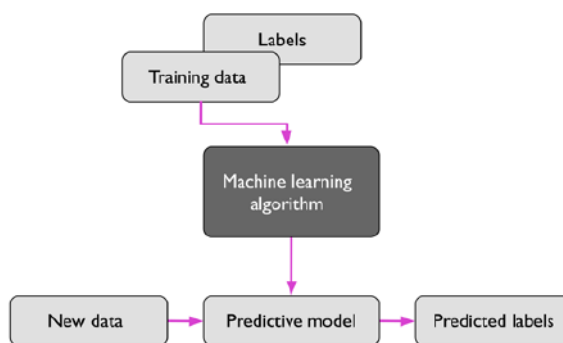 Labels
Training data
Machine learning
algorithm
New data
Predictive model
Predicted labels